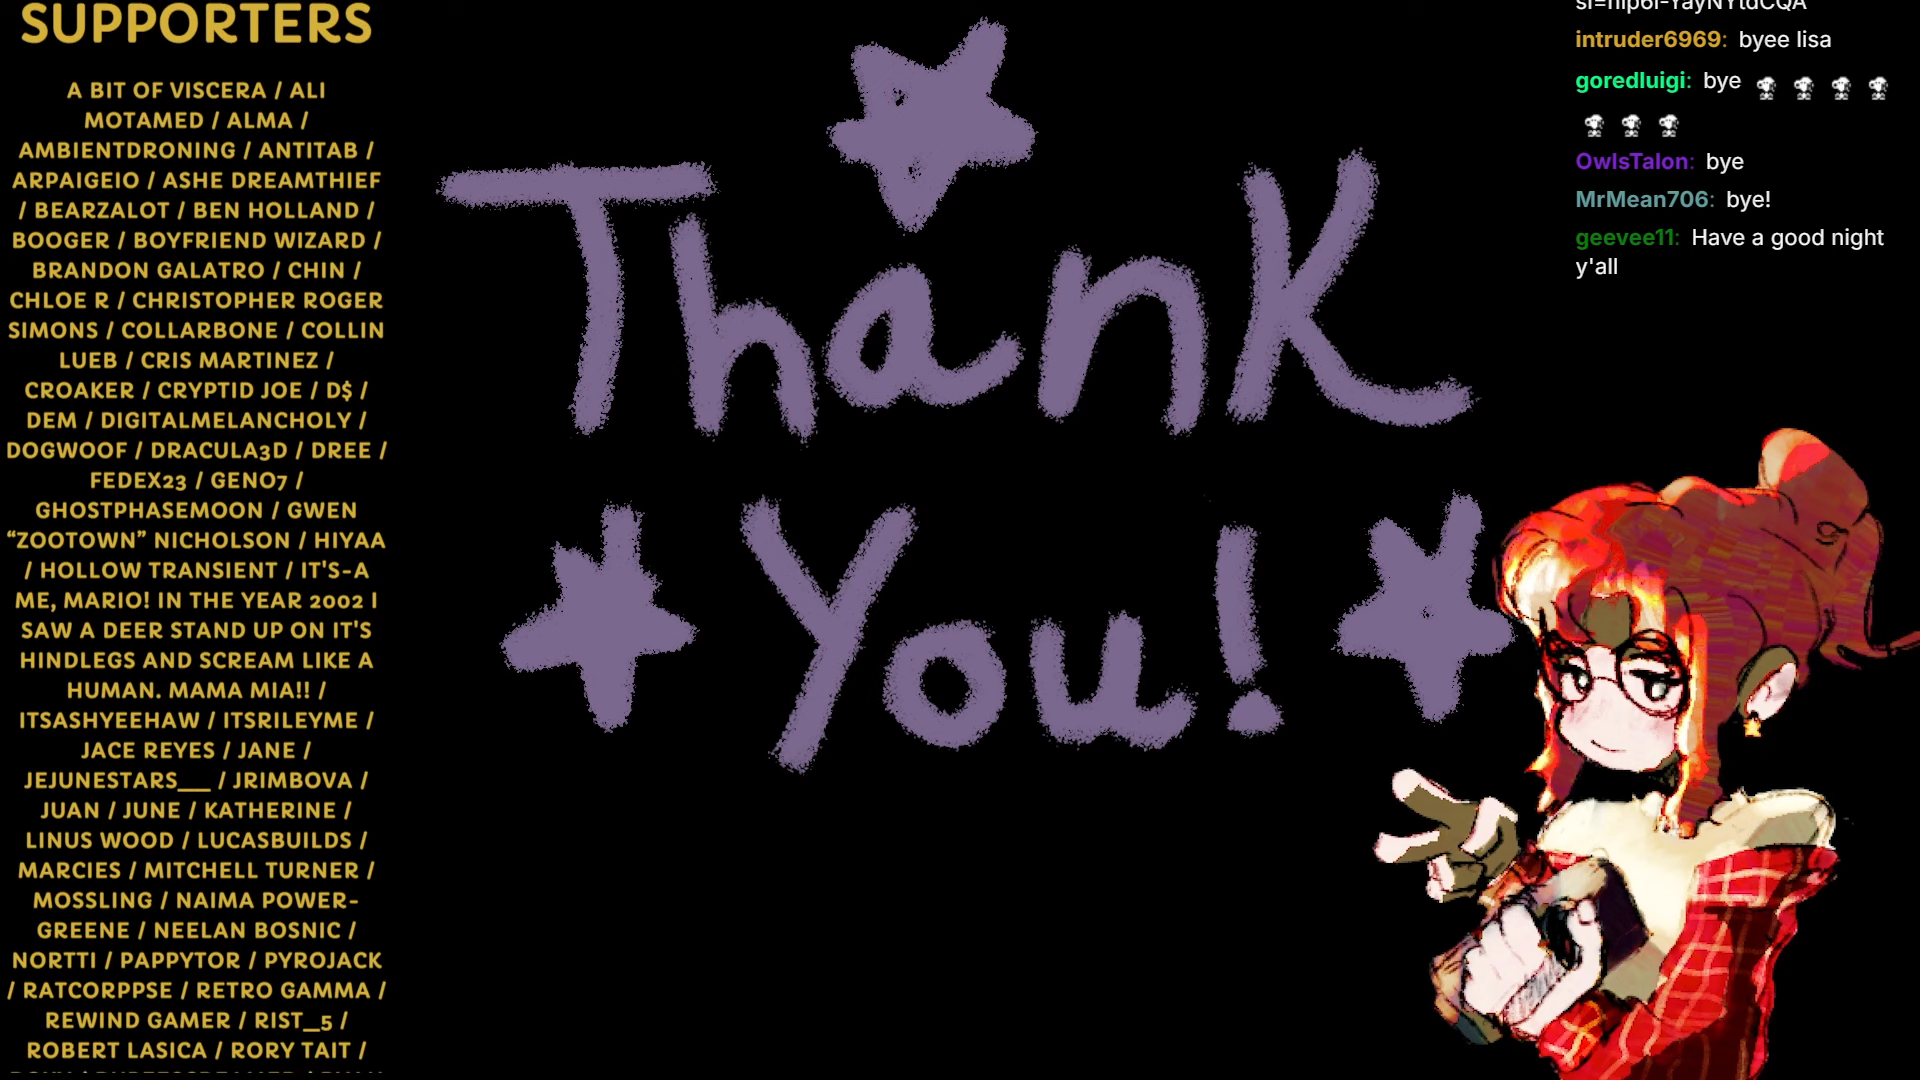 SUPPORTERS
A BIT OF VISCERA / ALI
MOTAMED / ALMA /
AMBIENTDRONING / ANTITAB /
ARPAIGEIO / ASHE DREAMTHIEF
/ BEARZALOT / BEN HOLLAND /
BOOGER / BOYFRIEND WIZARD /
BRANDON GALATRO / CHIN /
CHLOE R / CHRISTOPHER ROGER
SIMONS / COLLARBONE / COLLIN
LUEB / CRIS MARTINEZ /
CROAKER / CRYPTID JOE / D$ /
DEM / DIGITALMELANCHOLY /
DOGWOOF / DRACULA3D / DREE /
FEDEX23 / GENO7 /
GHOSTPHASEMOON / GWEN
“ZOOTOWN” NICHOLSON / HIYAA
/ HOLLOW TRANSIENT / IT'S-A
ME, MARIO! IN THE YEAR 2002 I
SAW A DEER STAND UP ON IT'S
HINDLEGS AND SCREAM LIKE A
HUMAN. MAMA MIA!! /
ITSASHYEEHAW / ITSRILEYME /
JACE REYES / JANE /
JEJUNESTARS__ / JRIMBOVA /
JUAN / JUNE / KATHERINE /
LINUS WOOD / LUCASBUILDS /
MARCIES / MITCHELL TURNER /
MOSSLING / NAIMA POWER-
GREENE / NEELAN BOSNIC /
NORTTI / PAPPYTOR / PYROJACK
/ RATCORPPSE / RETRO GAMMA /
REWIND GAMER / RIST_5 /
ROBERT LASICA / RORY TAIT /
Thank
You!
intruder6969: byee lisa
goredluigi: bye
OwlsTalon: bye
MrMean706: bye!
geevee11: Have a good night
y'all